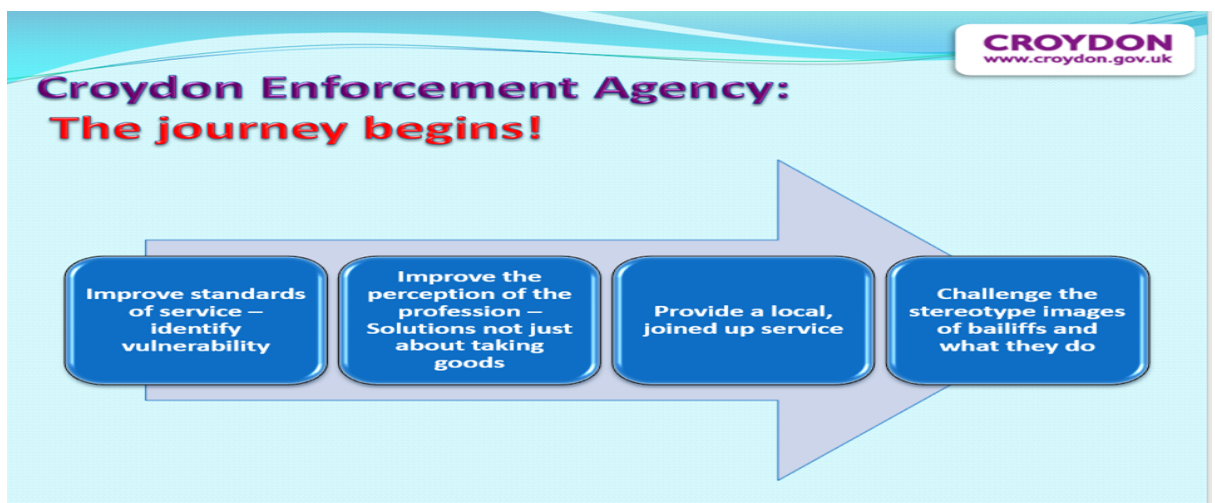 CROYDON
www.croydon.gov.uk
Croydon Enforcement Agency:
The journey begins!
Improve standards
of service –
identify
vulnerability
Improve the
perception of the
profession –
Solutions not just
about taking
goods
Provide a local,
joined up service
Challenge the
stereotype images
of bailiffs and
what they do